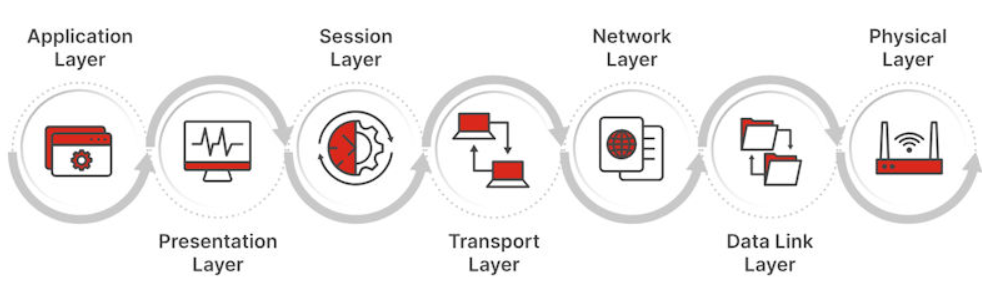 Application
Layer
Presentation
Layer
Session
Layer
Transport
Layer
Network
Layer
Data Link
Layer
Physical
Layer